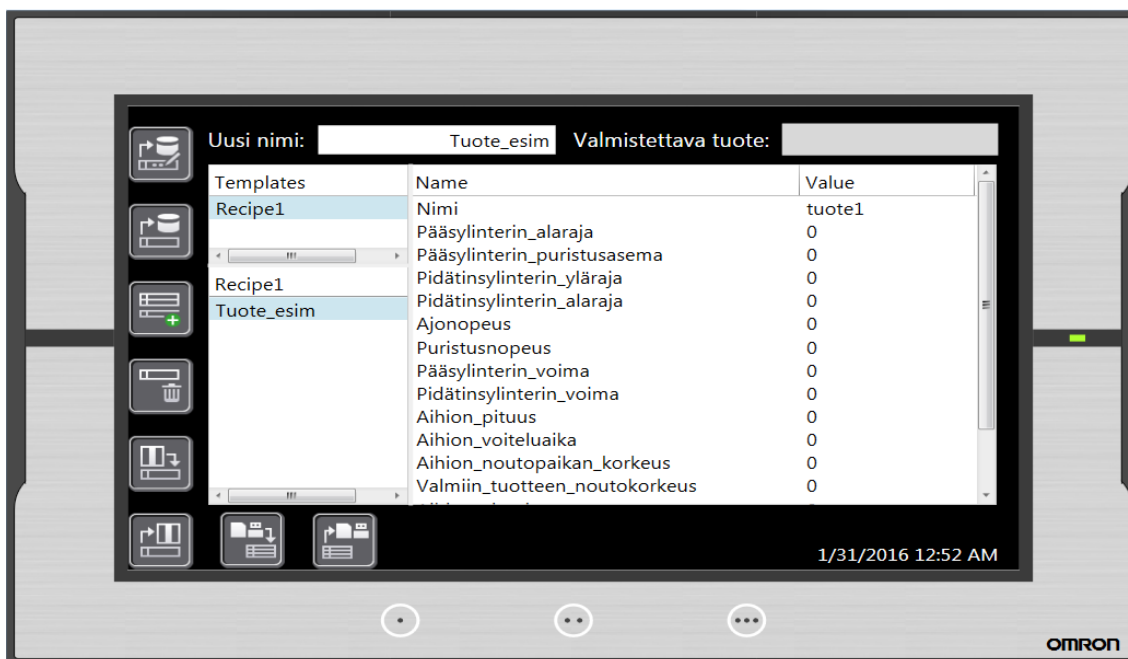 Uusi nimi: Tuote_esim Valmistettava tuote:
Templates
Recipe1
Recipe1
Tuote_esim
Name Value
Nimi tuote1
Pääsylinterin_alaraja 0
Pääsylinterin_puristusasema 0
Pidätinsylinterin_yläraja 0
Pidätinsylinterin_alaraja 0
Ajonopeus 0
Puristusnopeus 0
Pääsylinterin_voima 0
Pidätinsylinterin_voima 0
Aihion_pituus 0
Aihion_voiteluaika 0
Aihion_noutopaikan_korkeus 0
Valmiin_tuotteen_noutokorkeus 0
1/31/2016 12:52 AM
OMRON